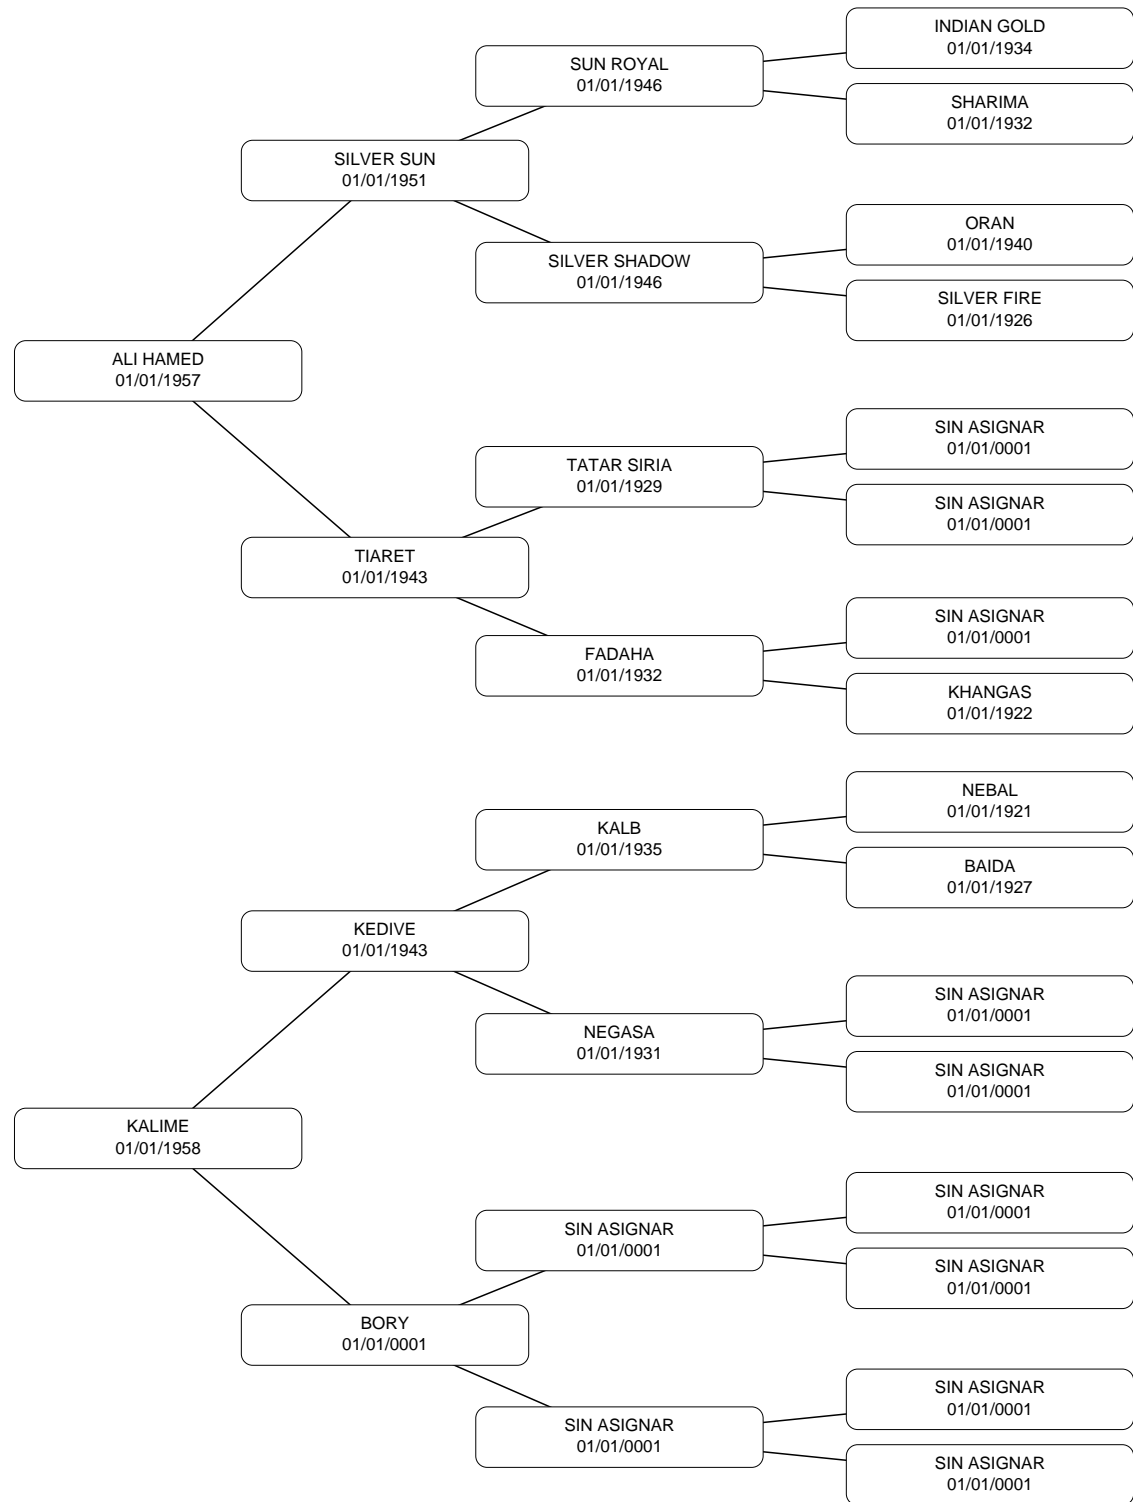 INDIAN GOLD
01/01/1934
SUN ROYAL
01/01/1946
SHARIMA
01/01/1932
SILVER SUN
01/01/1951
ORAN
01/01/1940
SILVER SHADOW
01/01/1946
SILVER FIRE
01/01/1926
ALI HAMED
01/01/1957
SIN ASIGNAR
01/01/0001
TATAR SIRIA
01/01/1929
SIN ASIGNAR
01/01/0001
TIARET
01/01/1943
SIN ASIGNAR
01/01/0001
FADAHA
01/01/1932
KHANGAS
01/01/1922
NEBAL
01/01/1921
KALB
01/01/1935
BAIDA
01/01/1927
KEDIVE
01/01/1943
SIN ASIGNAR
01/01/0001
NEGASA
01/01/1931
SIN ASIGNAR
01/01/0001
KALIME
01/01/1958
SIN ASIGNAR
01/01/0001
SIN ASIGNAR
01/01/0001
SIN ASIGNAR
01/01/0001
BORY
01/01/0001
SIN ASIGNAR
01/01/0001
SIN ASIGNAR
01/01/0001
SIN ASIGNAR
01/01/0001